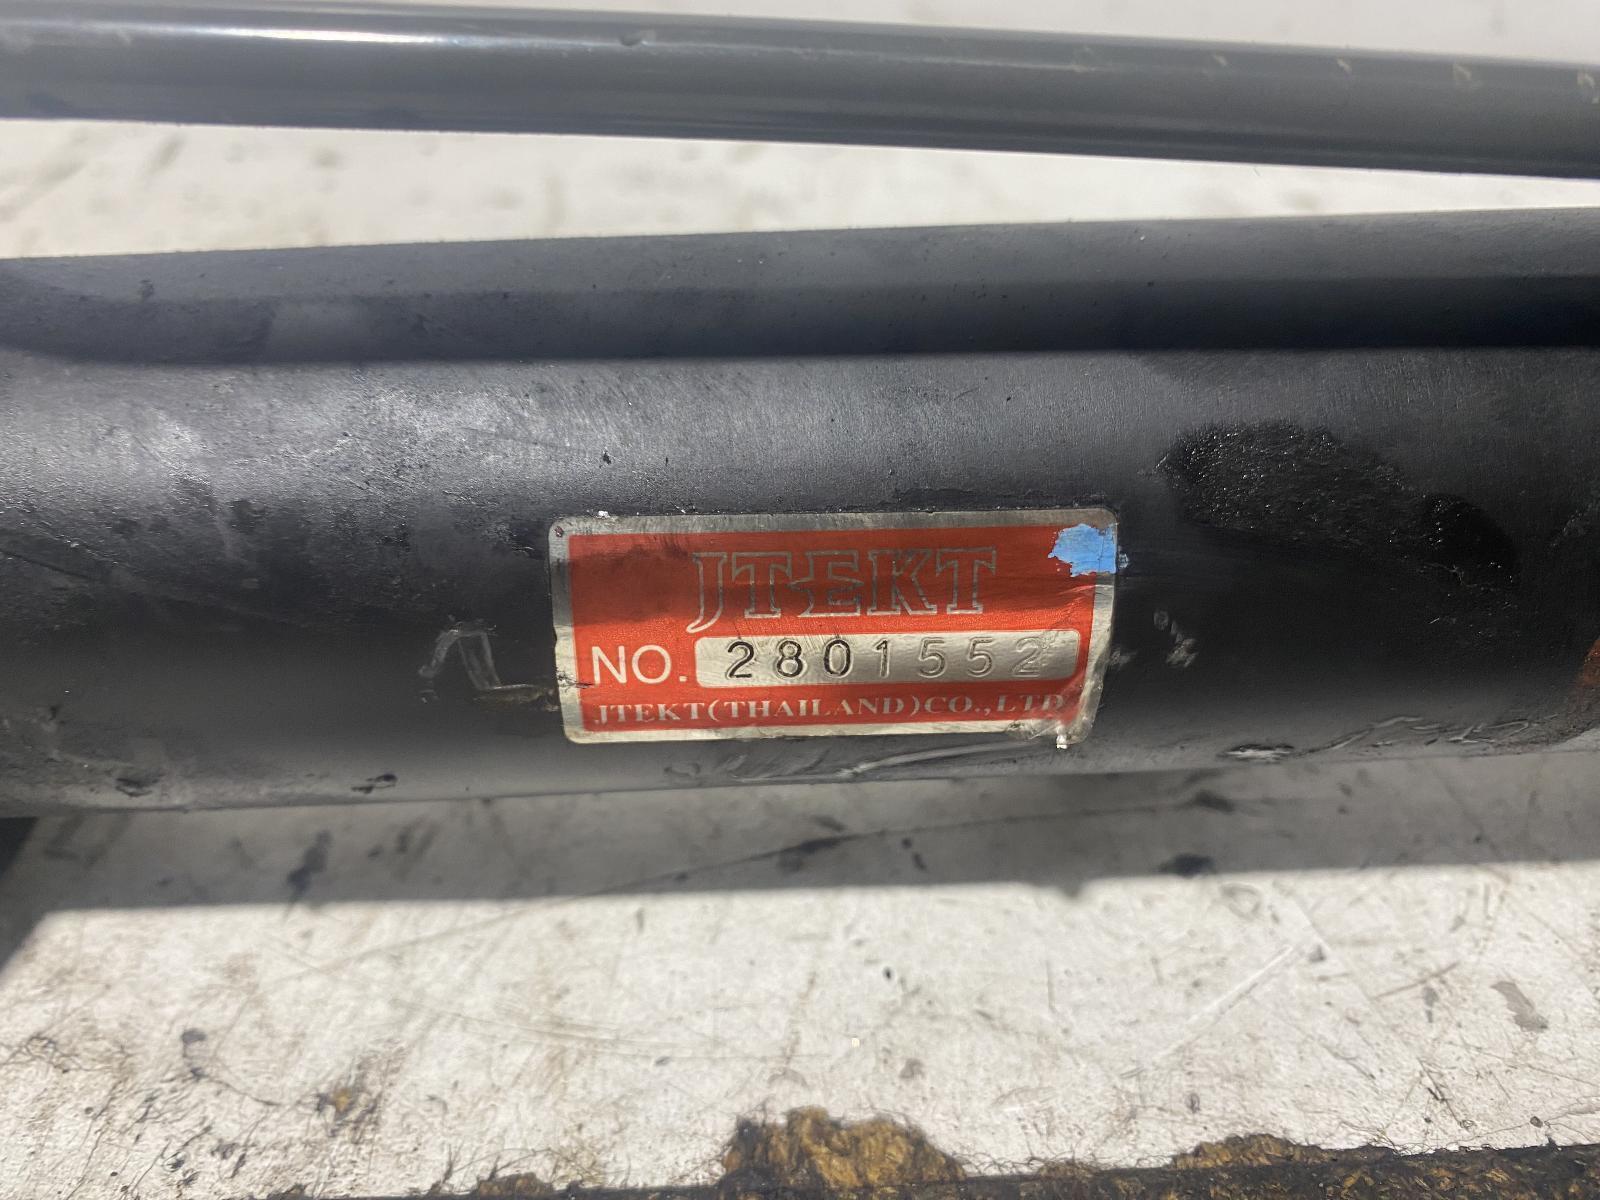 JTEKT
NO. 2801552
JTEKT(THAILAND)CO.,LTD